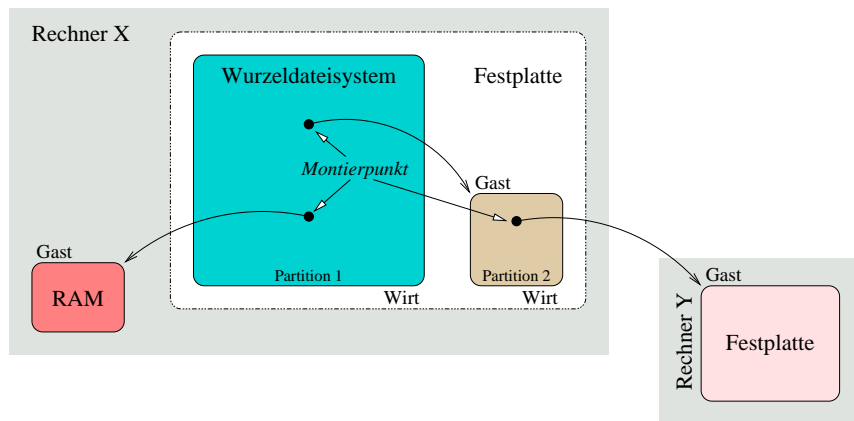 Rechner X
Wurzeldateisystem
Festplatte
Montierpunkt
Gast
Gast
Partition 1
Partition 2
Wirt
Wirt
RAM
Gast
Rechner Y
Festplatte